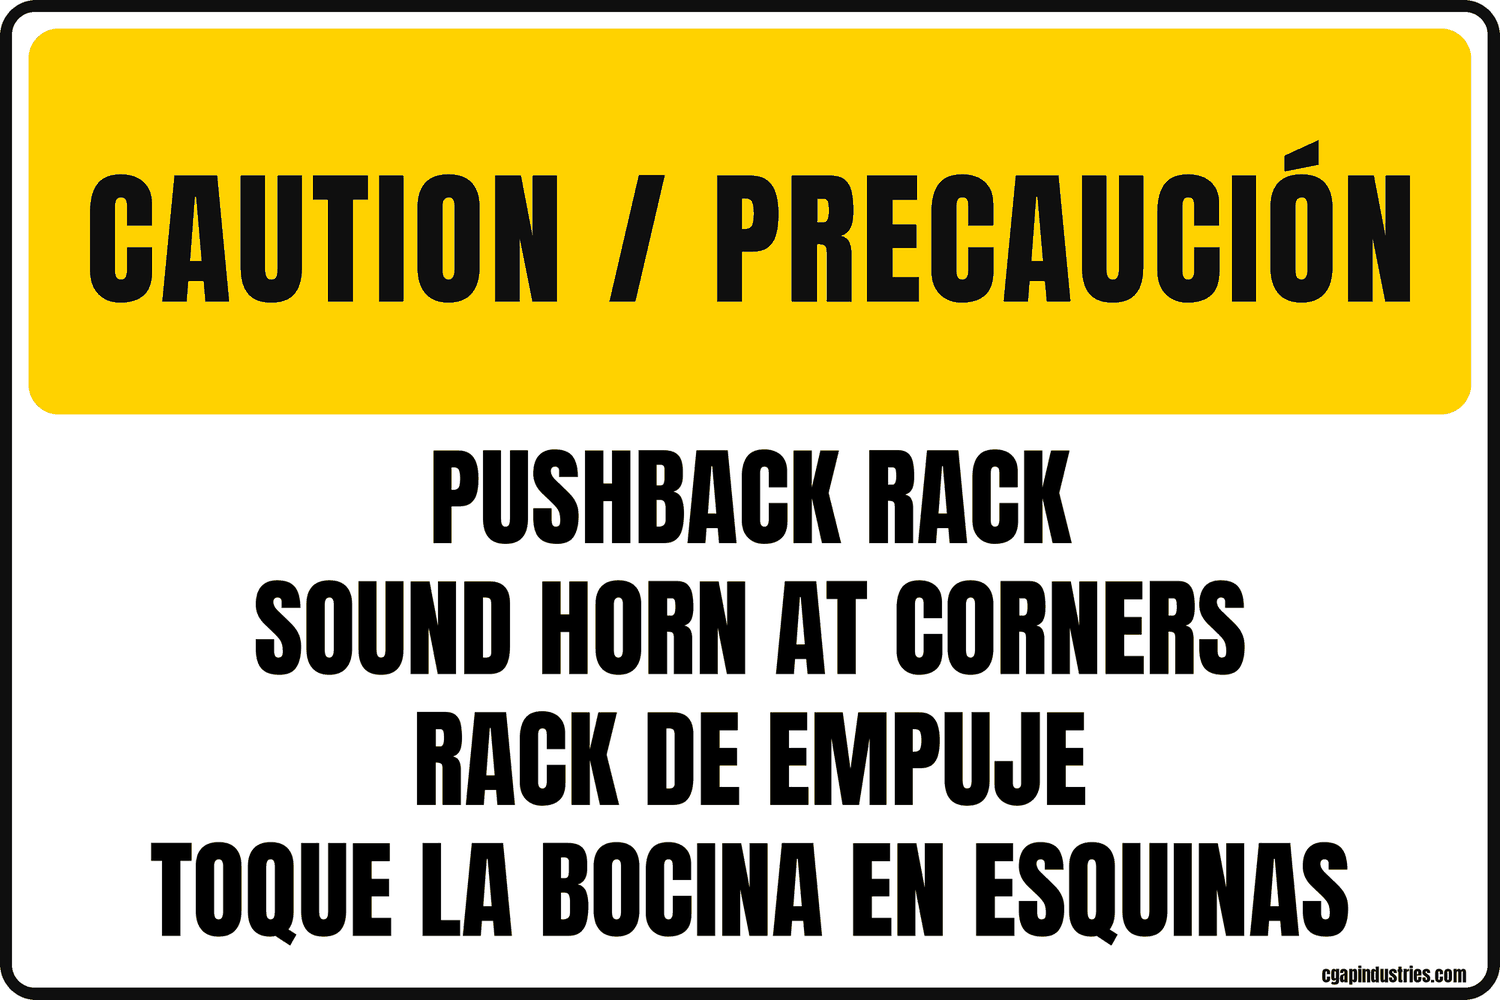 CAUTION / PRECAUCIÓN
PUSHBACK RACK
SOUND HORN AT CORNERS
RACK DE EMPUJE
TOQUE LA BOCINA EN ESQUINAS
cgapindustries.com